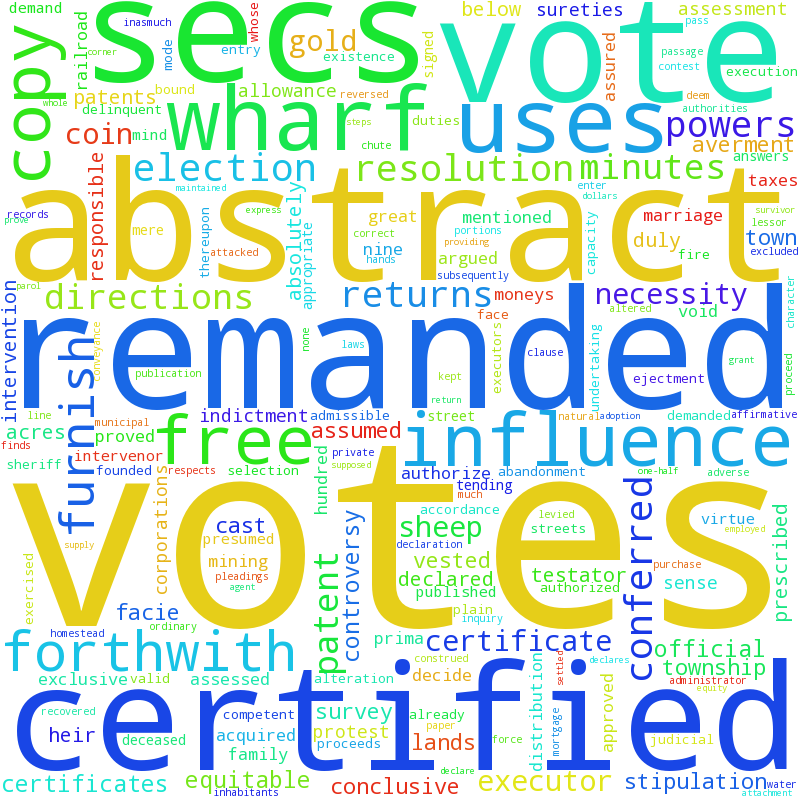 demand
inasmuch
whose
secs
gold
signed
below
sureties
assessment
pass
railroad
mode
entry
existence
vote
assured
passage
contest
execution
corner
copy
patents
bound
allowance
reversed
deem
authorities
whole
delinquent
wharf
steps
duties
uses
powers
coin
mind
chute
averment
answers
election
resolution
minutes
responsible
maintained
abstract
enter
dollars
taxes
records
prove
mere
thereupon
express
absolutely
appropriate
great
correct
nine
mentioned
portions
capacity
marriage
lessor
survivor
town
attacked
argued
providing
duly
fire
excluded
hands
subsequently
intervention
parol
directions
returns
moneys
necessity
character
conveyance
none
face
executors
undertaking
altered
void
remanded
laws
clause
grant
publication
kept
ejectment
proceed
furnish
return
line
municipal
free
indictment
admissible
street
influence
natural
adoption
demanded
affirmative
acres
proved
assumed
finds
intervenor
private
sheriff
founded
respects
selection
supposed
authorize
abandonment
one-half
adverse
corporations
hundred
much
tending
votes
cast
presumed
controversy
accordance
levied
streets
virtue
employed
sheep
conferred
prescribed
supply
declaration
mining
vested
purchase
exercised
pleadings
patent
declared
testator
sense
agent
published
authorized
facie
plain
inquiry
homestead
ordinary
prima
certificate
official
forthwith
construed
distribution
settled
declares
township
exclusive
valid
assessed
alteration
decide
approved
administrator
certified
equity
recovered
competent
survey
already
mortgage
heir
deceased
acquired
protest
paper
force
judicial
family
proceeds
lands
declare
certificates
equitable
conclusive
executor
stipulation
water
inhabitants
attachment